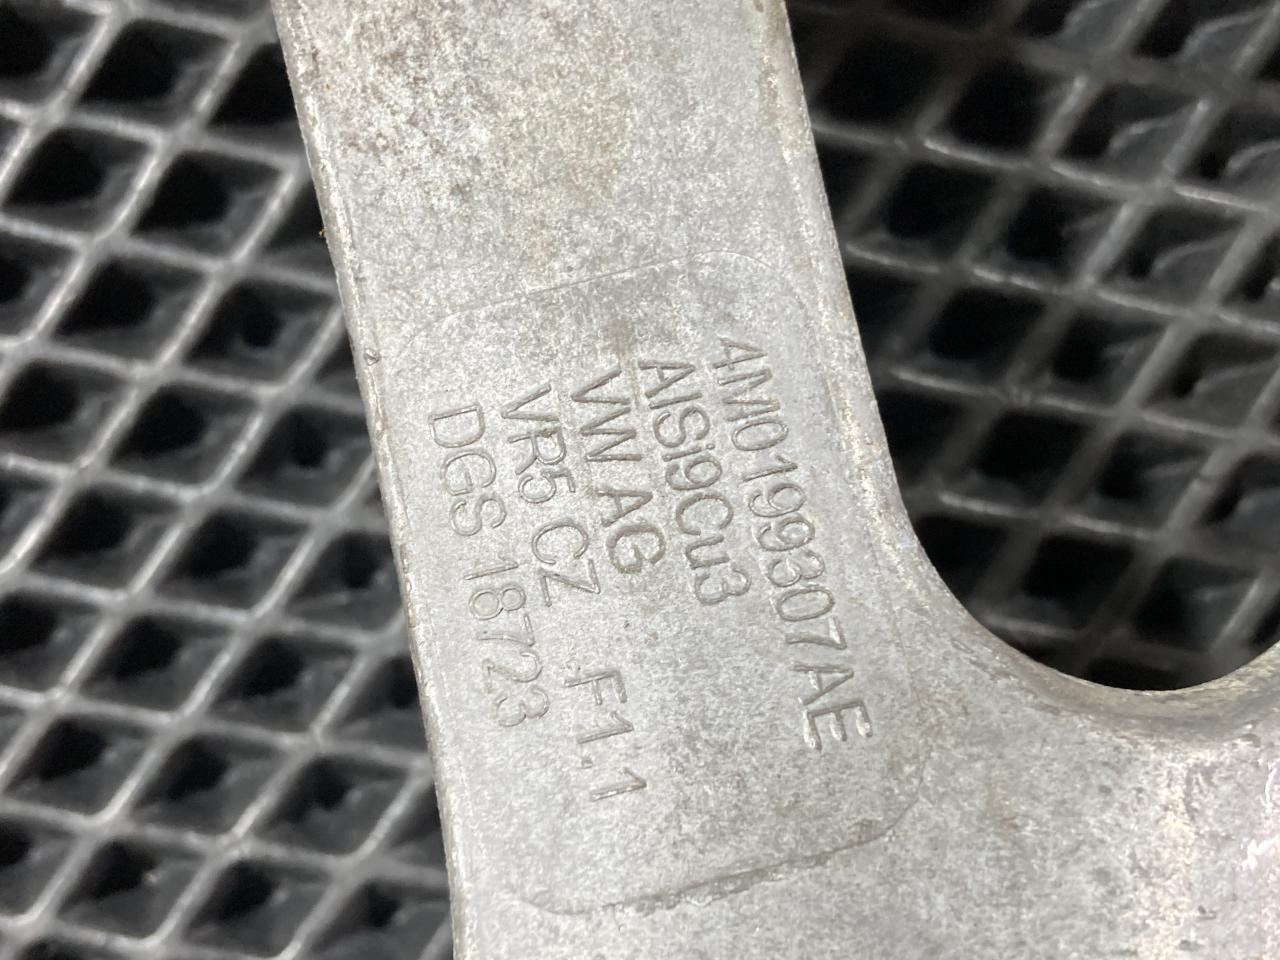 4M0199307AE
AlSi9Cu3
VW AG
VR5 CZ F1.1
DGS 18723